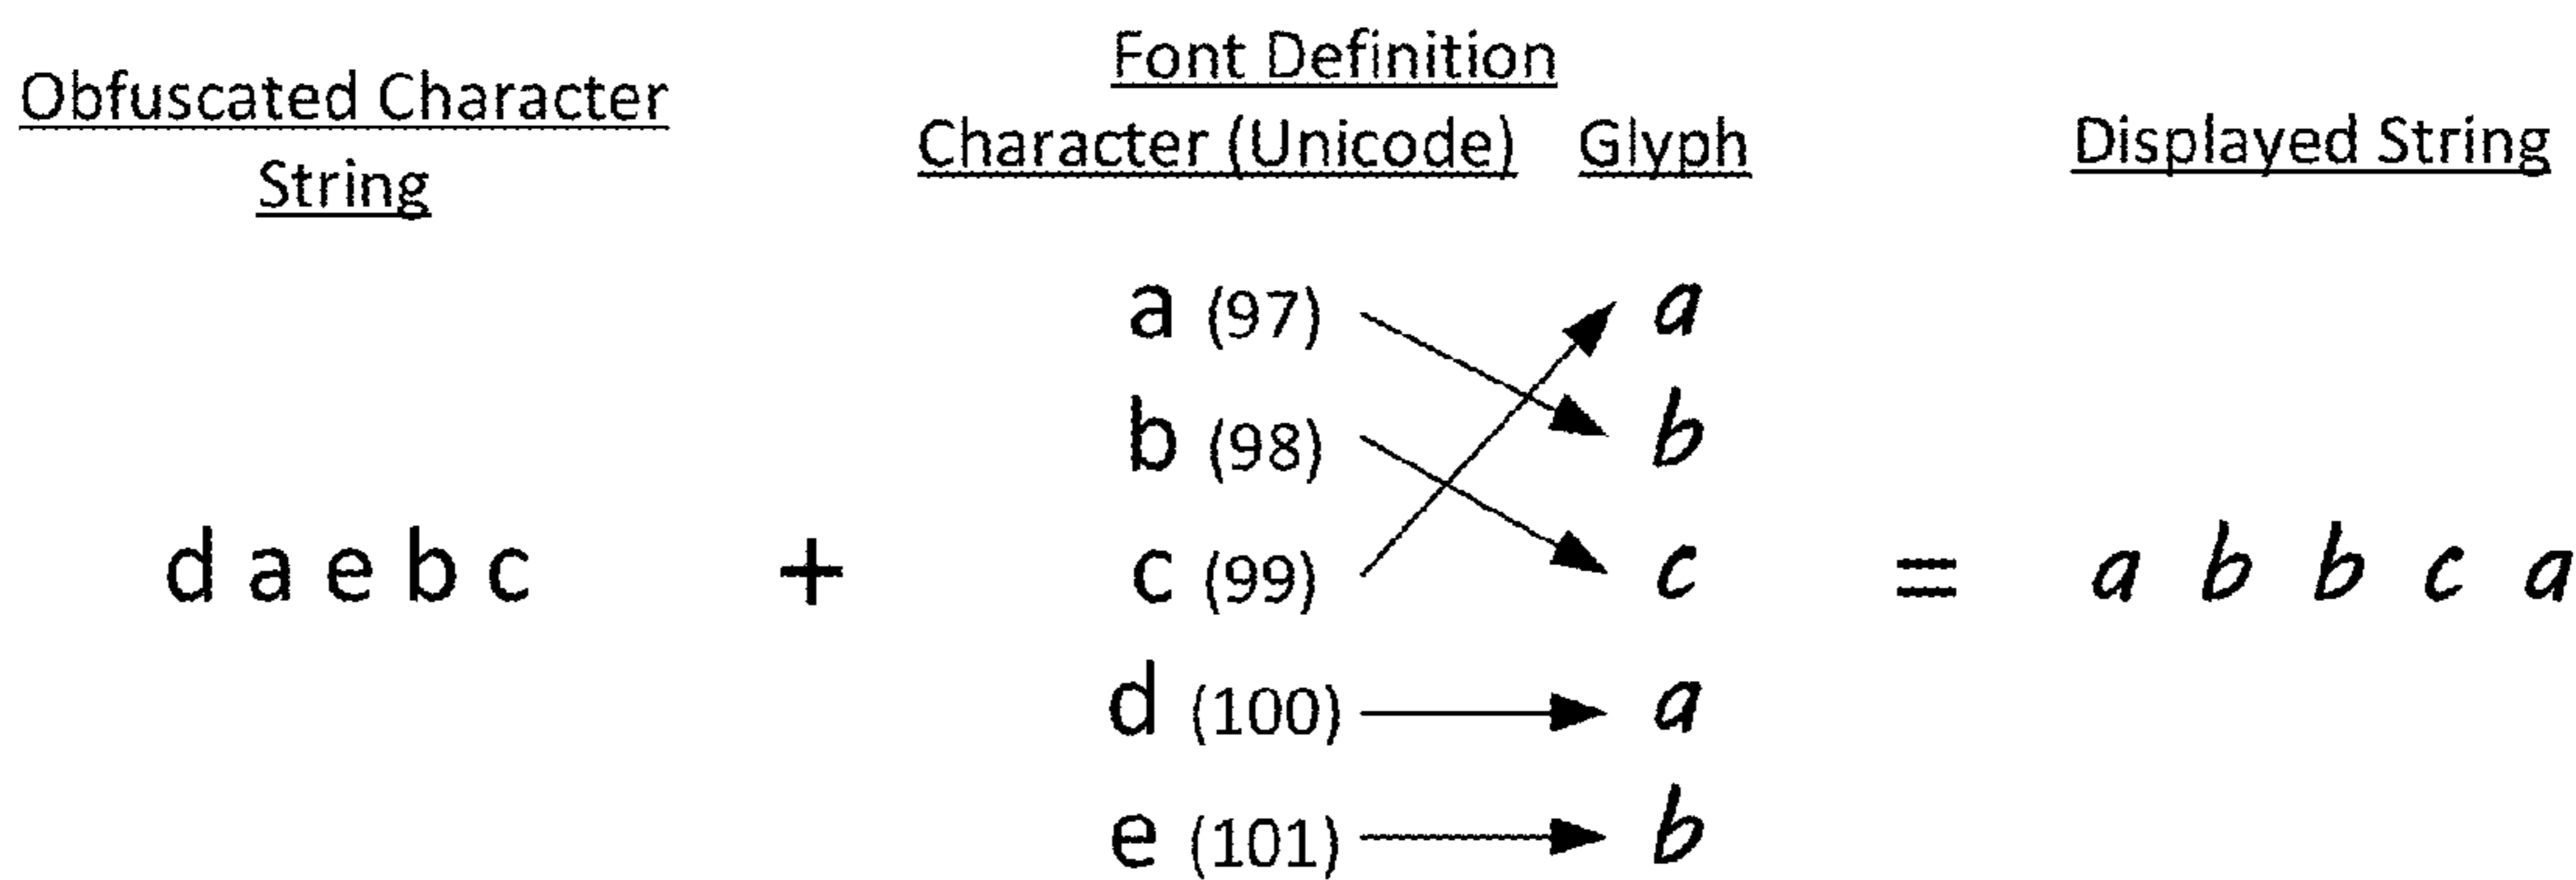 Obfuscated Character
String
Font Definition
Character (Unicode) Glyph
Displayed String
a (97) a
b (98) b
d a e b c + c (99) c = a b b c a
d (100) a
e (101) b